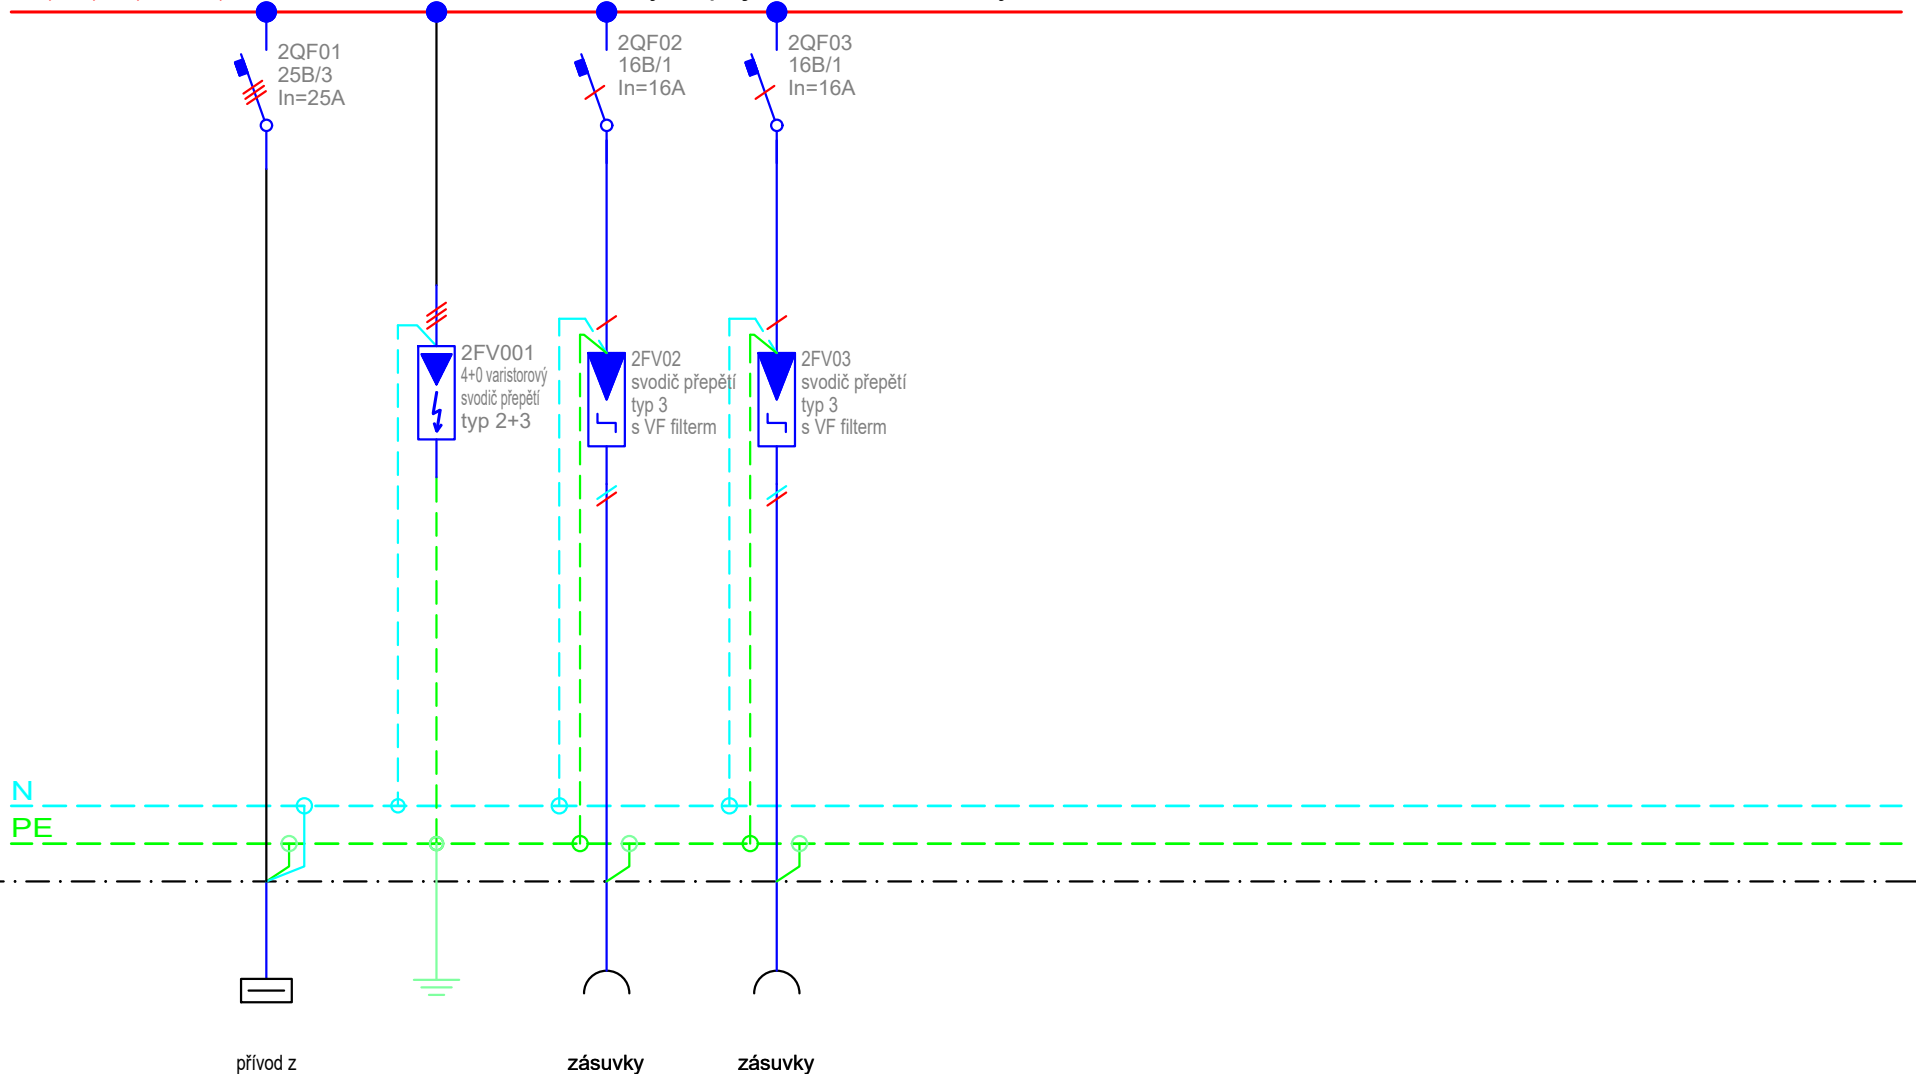 2QF01
25B/3
In=25A
2QF02
16B/1
In=16A
2QF03
16B/1
In=16A
2FV001
4+0 varistorový
svodič přepětí
typ 2+3
2FV02
svodič přepětí
typ 3
s VF filterm
2FV03
svodič přepětí
typ 3
s VF filterm
N
PE
přívod z
zásuvky
zásuvky